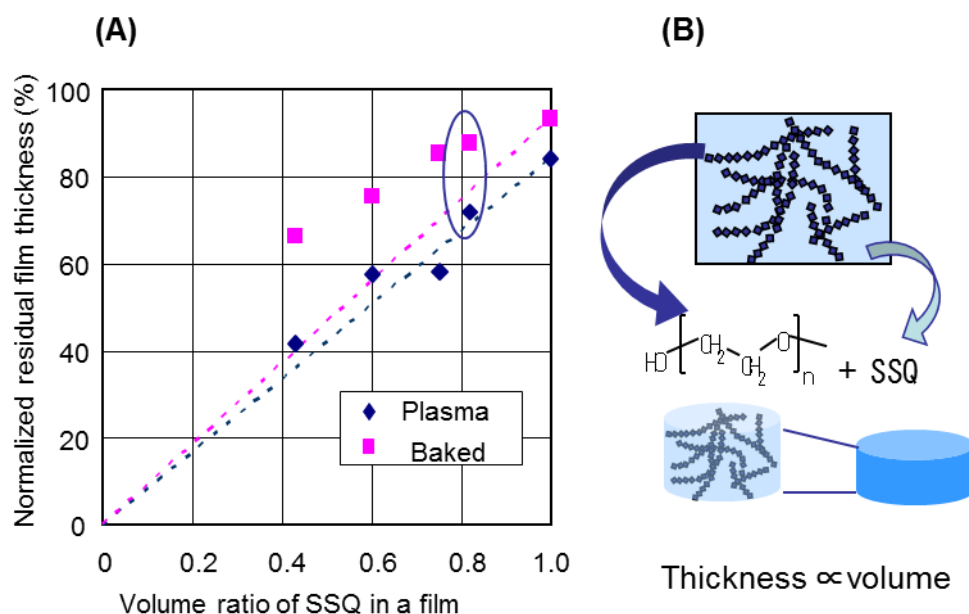 (A)
(B)
Normalized residual film thickness (%)
100
80
60
40
20
0
0
0.2
0.4
0.6
0.8
1.0
Plasma
Baked
Volume ratio of SSQ in a film
HO
CH2
CH2
O
n
+ SSQ
Thickness ∝ volume